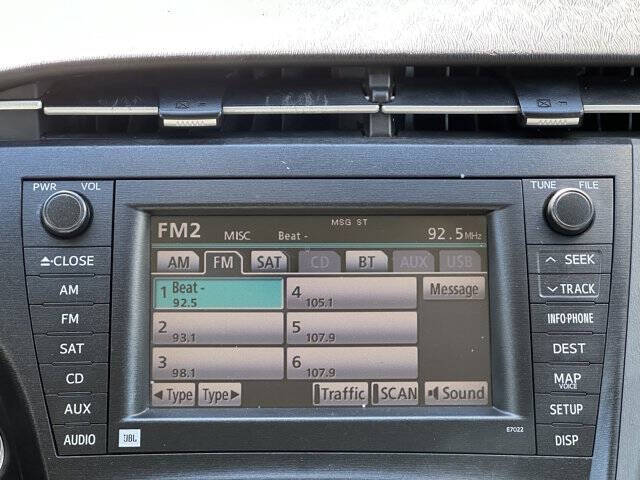 PWR VOL
TUNE FILE
MSG ST
FM2 MISC Beat - 92.5MHz
AM FM SAT CD BT AUX USB
1 Beat - 92.5
4 105.1
Message
2 93.1
5 107.9
3 98.1
6 107.9
◄Type Type► Traffic SCAN Sound
CLOSE
AM
FM
SAT
CD
AUX
AUDIO
JBL
E7022
SEEK
TRACK
INFO·PHONE
DEST
MAP
VOICE
SETUP
DISP